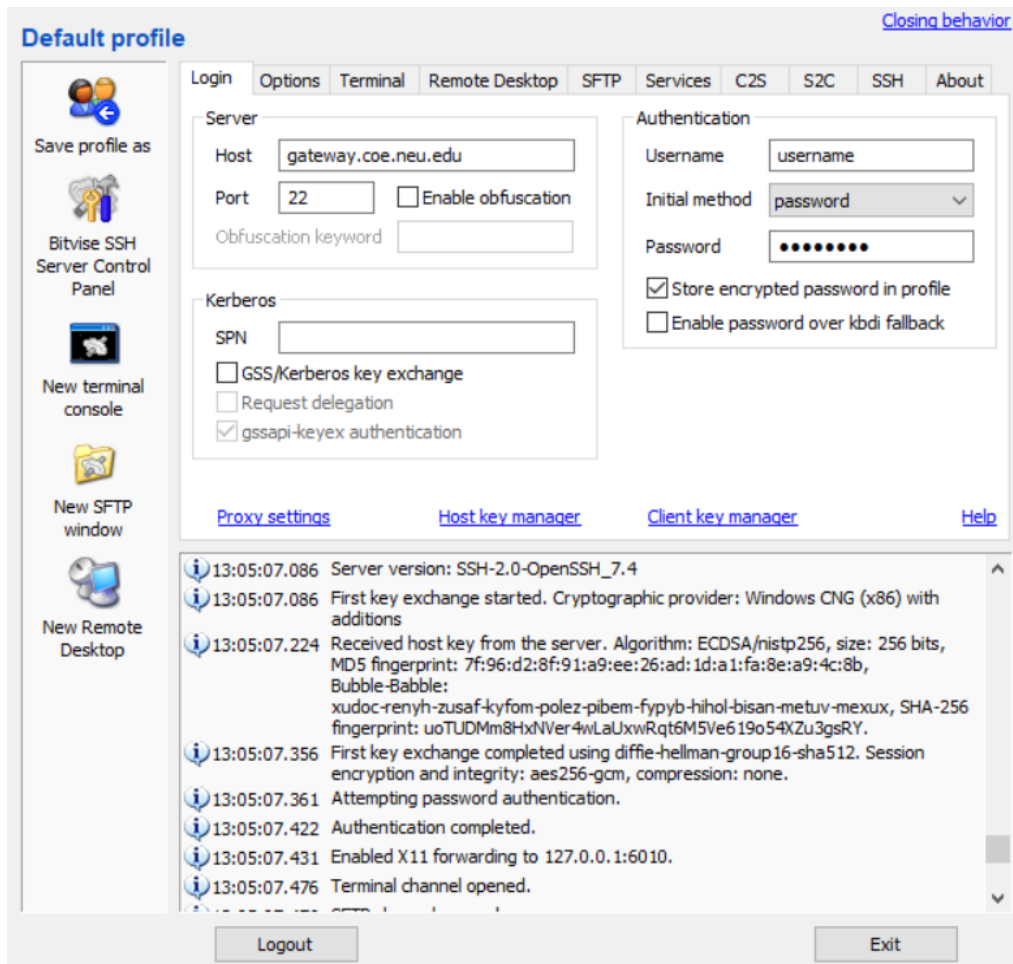 Closing behavior
Default profile
Save profile as
Bitvise SSH
Server Control
Panel
New terminal
console
New SFTP
window
New Remote
Desktop
Login Options Terminal Remote Desktop SFTP Services C2S S2C SSH About
Server
Host gateway.coe.neu.edu
Port 22 Enable obfuscation
Obfuscation keyword
Kerberos
SPN
GSS/Kerberos key exchange
Request delegation
gssapi-keyex authentication
Authentication
Username username
Initial method password
Password ●●●●●●●●
Store encrypted password in profile
Enable password over kbdi fallback
Proxy settings Host key manager Client key manager Help
13:05:07.086 Server version: SSH-2.0-OpenSSH_7.4
13:05:07.086 First key exchange started. Cryptographic provider: Windows CNG (x86) with
additions
13:05:07.224 Received host key from the server. Algorithm: ECDSA/nistp256, size: 256 bits,
MD5 fingerprint: 7f:96:d2:8f:91:a9:ee:26:ad:1d:a1:fa:8e:a9:4c:8b,
Bubble-Babble:
xudoc-renyh-zusaf-kyfom-polez-pibem-fypyb-hihol-bisan-metuv-mexux, SHA-256
fingerprint: uoTUDMm8HxNVer4wLaUxwRqt6M5Ve619o54XZu3gsRY.
13:05:07.356 First key exchange completed using diffie-hellman-group16-sha512. Session
encryption and integrity: aes256-gcm, compression: none.
13:05:07.361 Attempting password authentication.
13:05:07.422 Authentication completed.
13:05:07.431 Enabled X11 forwarding to 127.0.0.1:6010.
13:05:07.476 Terminal channel opened.
Logout Exit